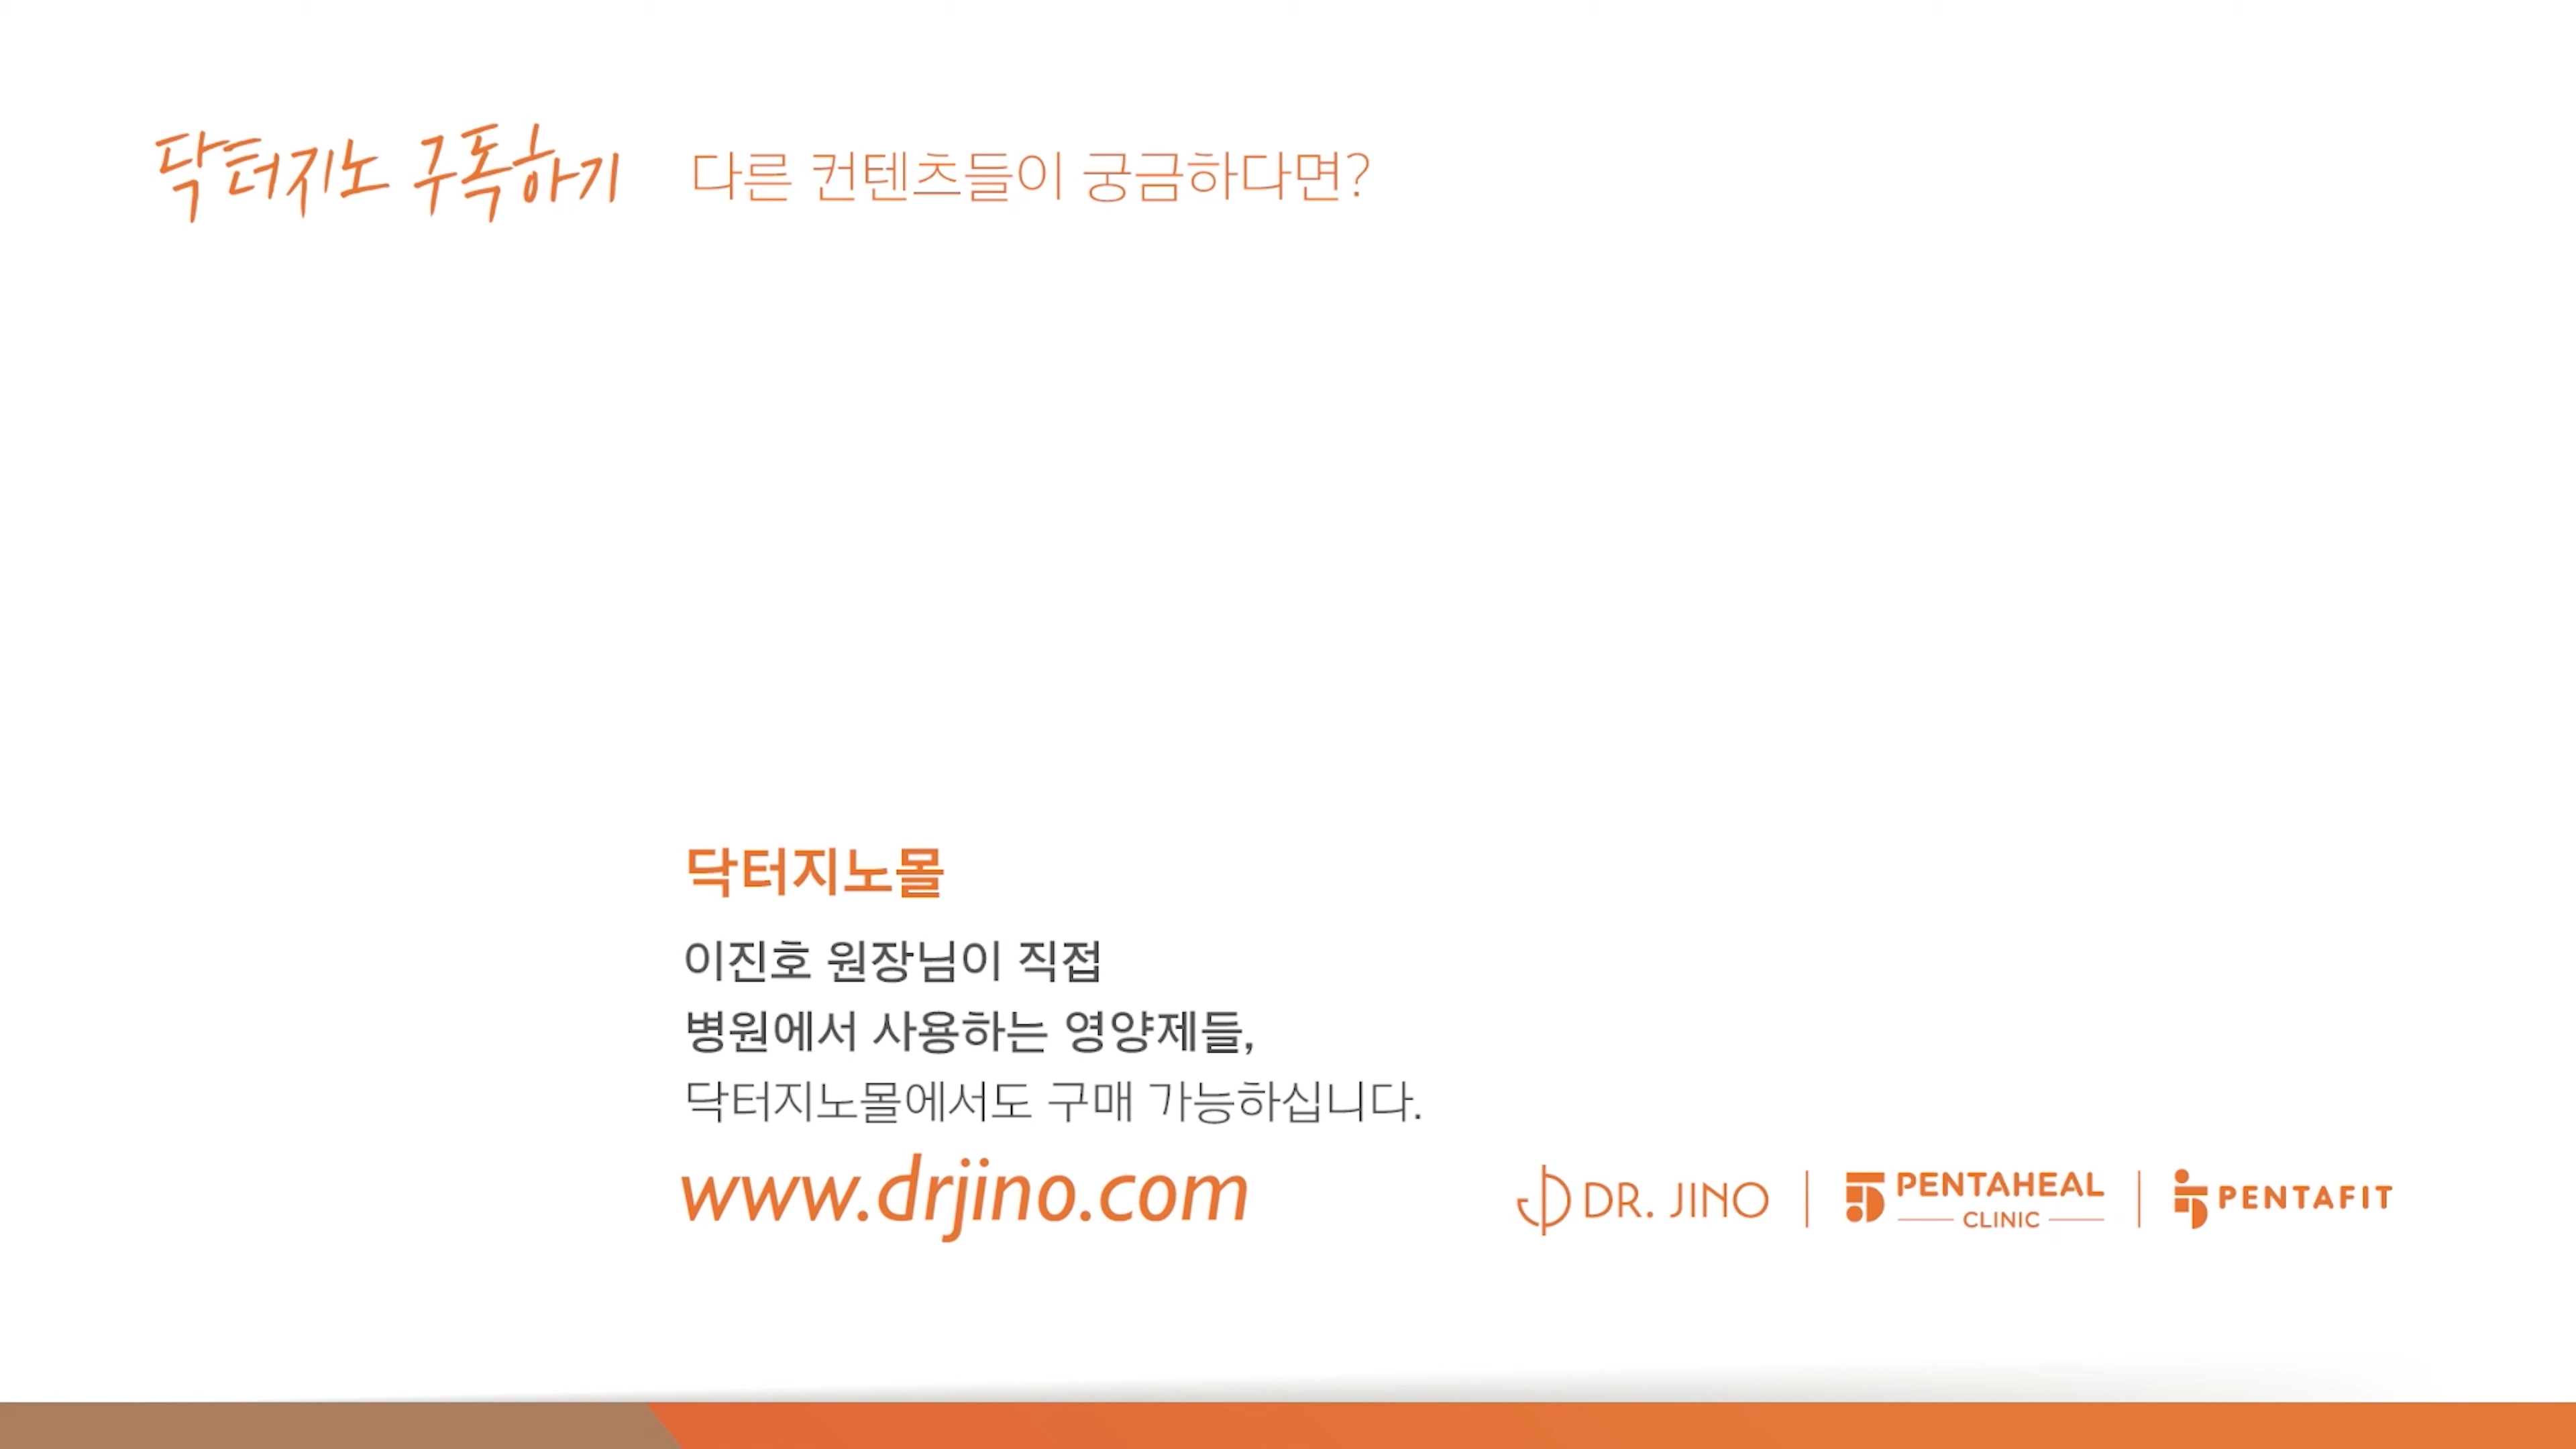 닥터지노 구독하기 다른 컨텐츠들이 궁금하다면?
닥터지노몰
이진호 원장님이 직접
병원에서 사용하는 영양제들,
닥터지노몰에서도 구매 가능하십니다.
www.drjino.com
DR. JINO
PENTAHEAL
CLINIC
PENTAFIT